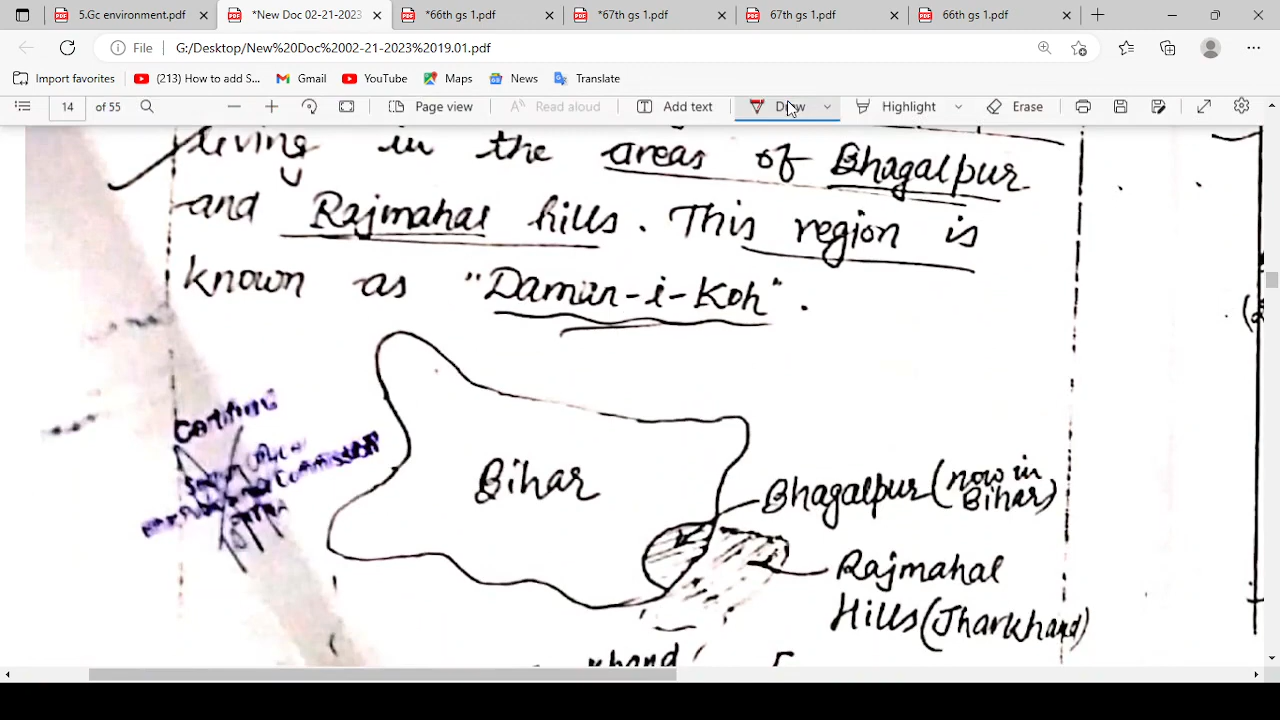 5.Gc environment.pdf
*New Doc 02-21-2023
*66th gs 1.pdf
*67th gs 1.pdf
67th gs 1.pdf
66th gs 1.pdf
File
G:/Desktop/New%20Doc%2002-21-2023%2019.01.pdf
Import favorites
(213) How to add S...
Gmail
YouTube
Maps
News
Translate
14
of 55
Page view
Read aloud
Add text
Draw
Highlight
Erase
living in the areas of Bhagalpur
and Rajmahal hills. This region is
known as "Daman-i-Koh".
Bihar
Bhagalpur (now in
Bihar)
Rajmahal
Hills (Jharkhand)
Commission